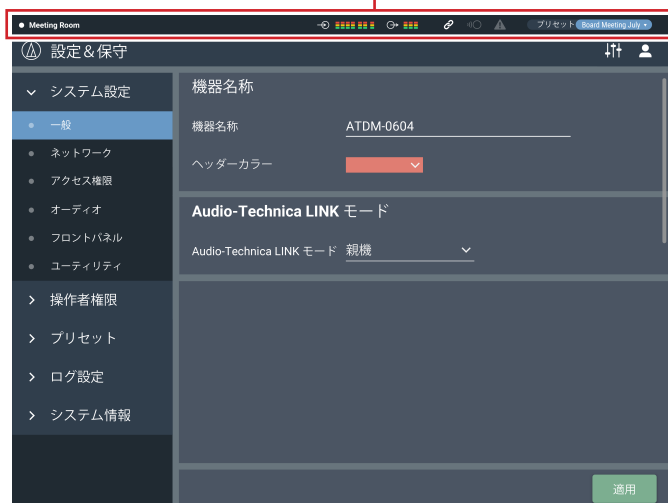 Meeting Room
プリセット Board Meeting July
設定＆保守
システム設定
一般
ネットワーク
アクセス権限
オーディオ
フロントパネル
ユーティリティ
操作者権限
プリセット
ログ設定
システム情報
機器名称
機器名称 ATDM-0604
ヘッダーカラー
Audio-Technica LINK モード
Audio-Technica LINK モード 親機
適用